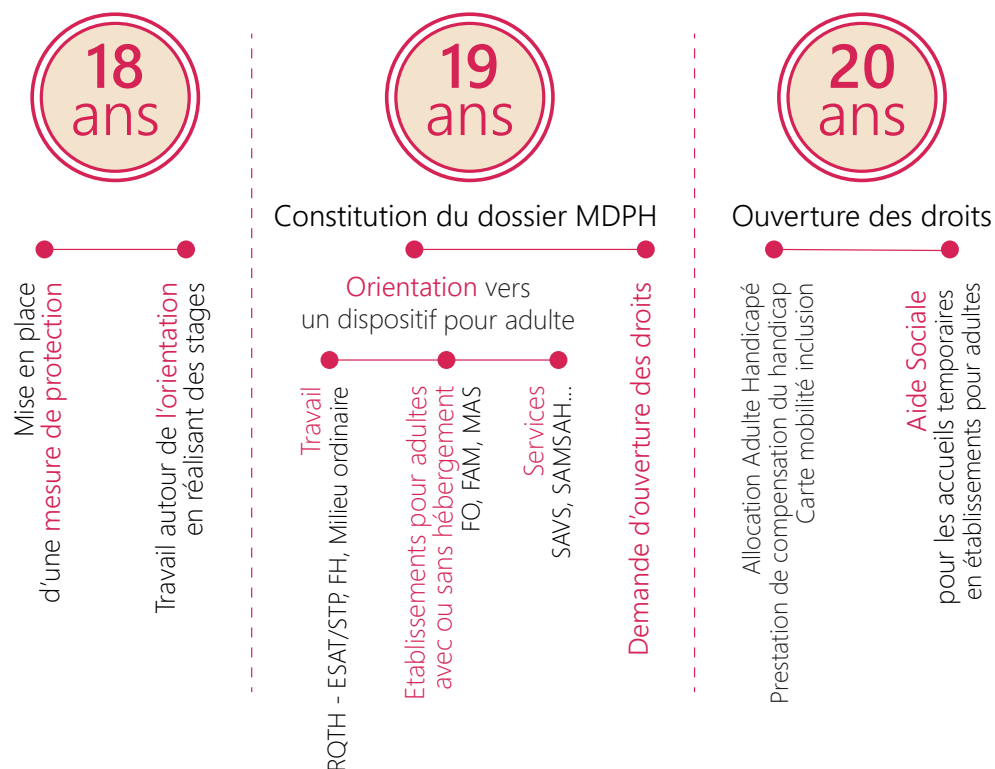 18
ans
Mise en place
d'une mesure de protection
Travail autour de l'orientation
en réalisant des stages
19
ans
Constitution du dossier MDPH
Orientation vers
un dispositif pour adulte
Travail
RQTH - ESAT/STP, FH, Milieu ordinaire
Etablissements pour adultes
avec ou sans hébergement
FO, FAM, MAS
Services
SAVS, SAMSAH...
Demande d'ouverture des droits
20
ans
Ouverture des droits
Allocation Adulte Handicapé
Prestation de compensation du handicap
Carte mobilité inclusion
Aide Sociale
pour les accueils temporaires
en établissements pour adultes